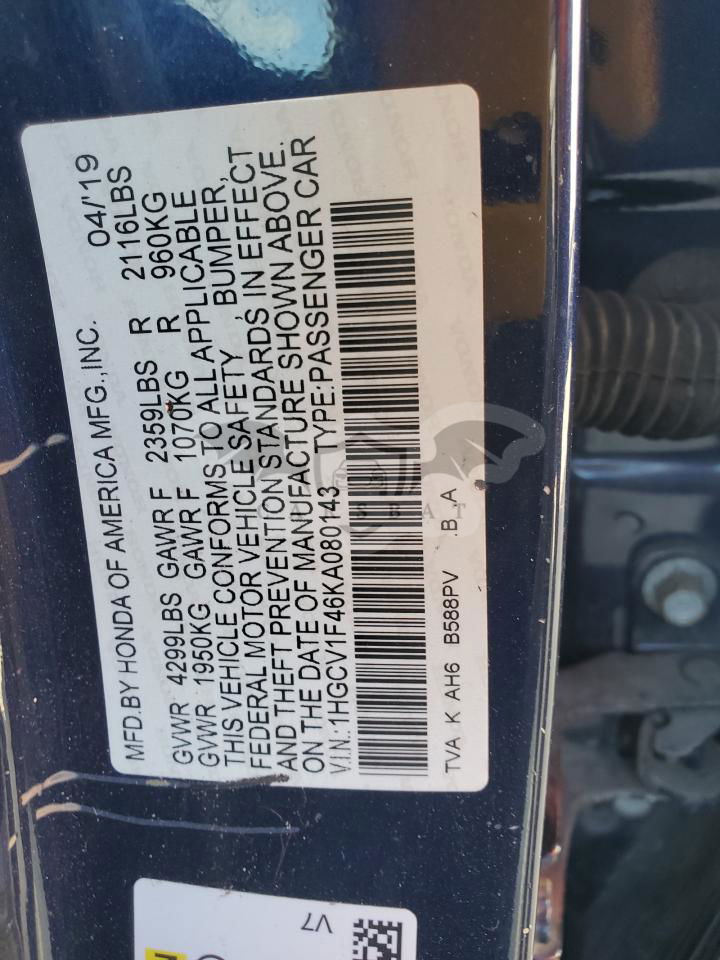 MFD.BY HONDA OF AMERICA MFG.,INC. 04/'19
GVWR 4299LBS GAWR F 2359LBS R 2116LBS
GVWR 1950KG GAWR F 1070KG R 960KG
THIS VEHICLE CONFORMS TO ALL APPLICABLE
FEDERAL MOTOR VEHICLE SAFETY , BUMPER,
AND THEFT PREVENTION STANDARDS IN EFFECT
ON THE DATE OF MANUFACTURE SHOWN ABOVE.
V.I.N.:1HGCV1F46KA080143 TYPE:PASSENGER CAR
TVA K AH6 B588PV .B_A
CARSBAT
V7